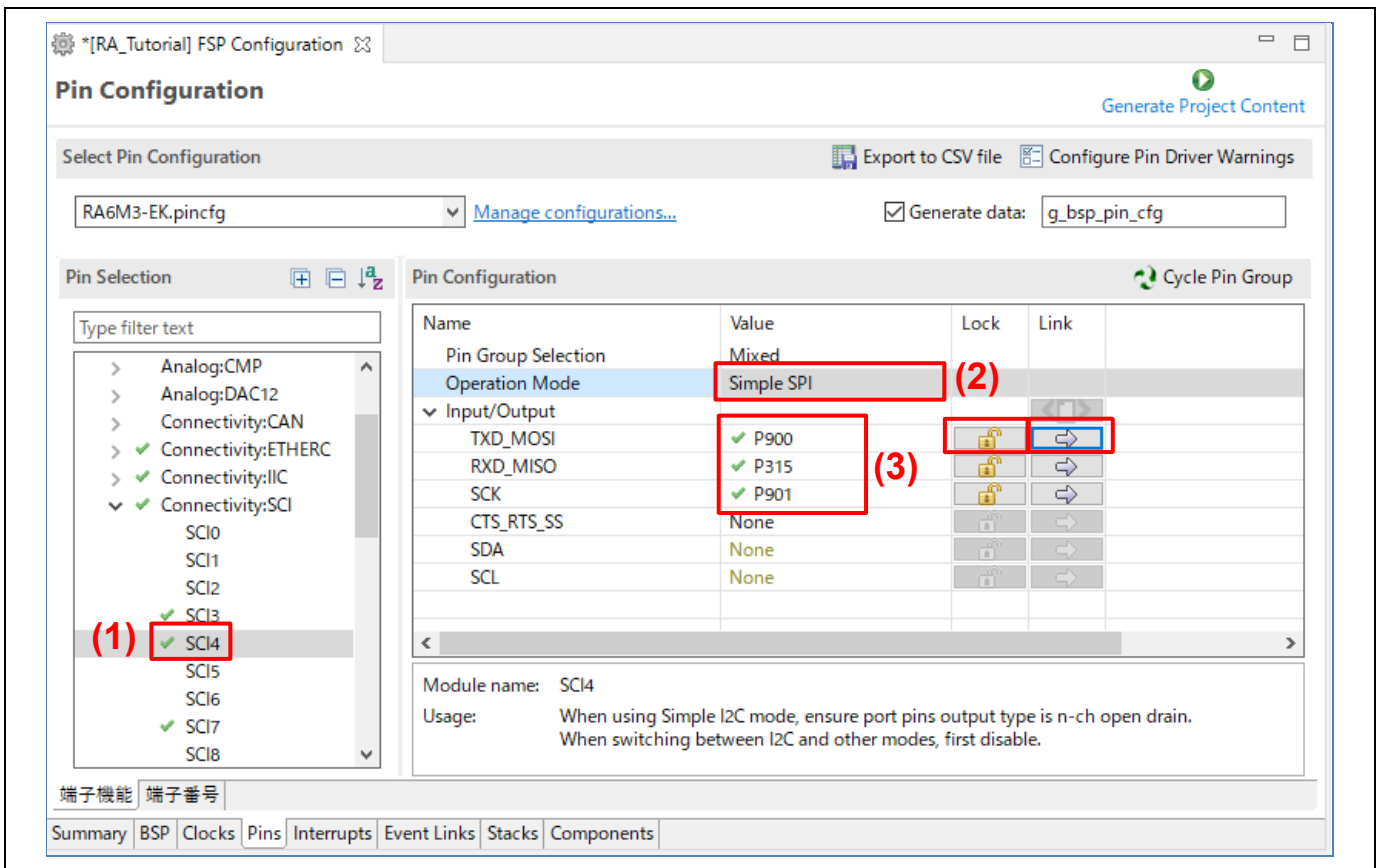 *[RA_Tutorial] FSP Configuration
Pin Configuration
Generate Project Content
Select Pin Configuration
Export to CSV file
Configure Pin Driver Warnings
RA6M3-EK.pincfg
Manage configurations...
Generate data:
g_bsp_pin_cfg
Pin Selection
Pin Configuration
Cycle Pin Group
Type filter text
Analog:CMP
Analog:DAC12
Connectivity:CAN
Connectivity:ETHERC
Connectivity:IIC
Connectivity:SCI
SCI0
SCI1
SCI2
SCI3
(1) SCI4
SCI5
SCI6
SCI7
SCI8
Name Value Lock Link
Pin Group Selection Mixed
Operation Mode Simple SPI (2)
Input/Output
TXD_MOSI P900
RXD_MISO P315 (3)
SCK P901
CTS_RTS_SS None
SDA None
SCL None
Module name: SCI4
Usage: When using Simple I2C mode, ensure port pins output type is n-ch open drain.
When switching between I2C and other modes, first disable.
端子機能 端子番号
Summary BSP Clocks Pins Interrupts Event Links Stacks Components